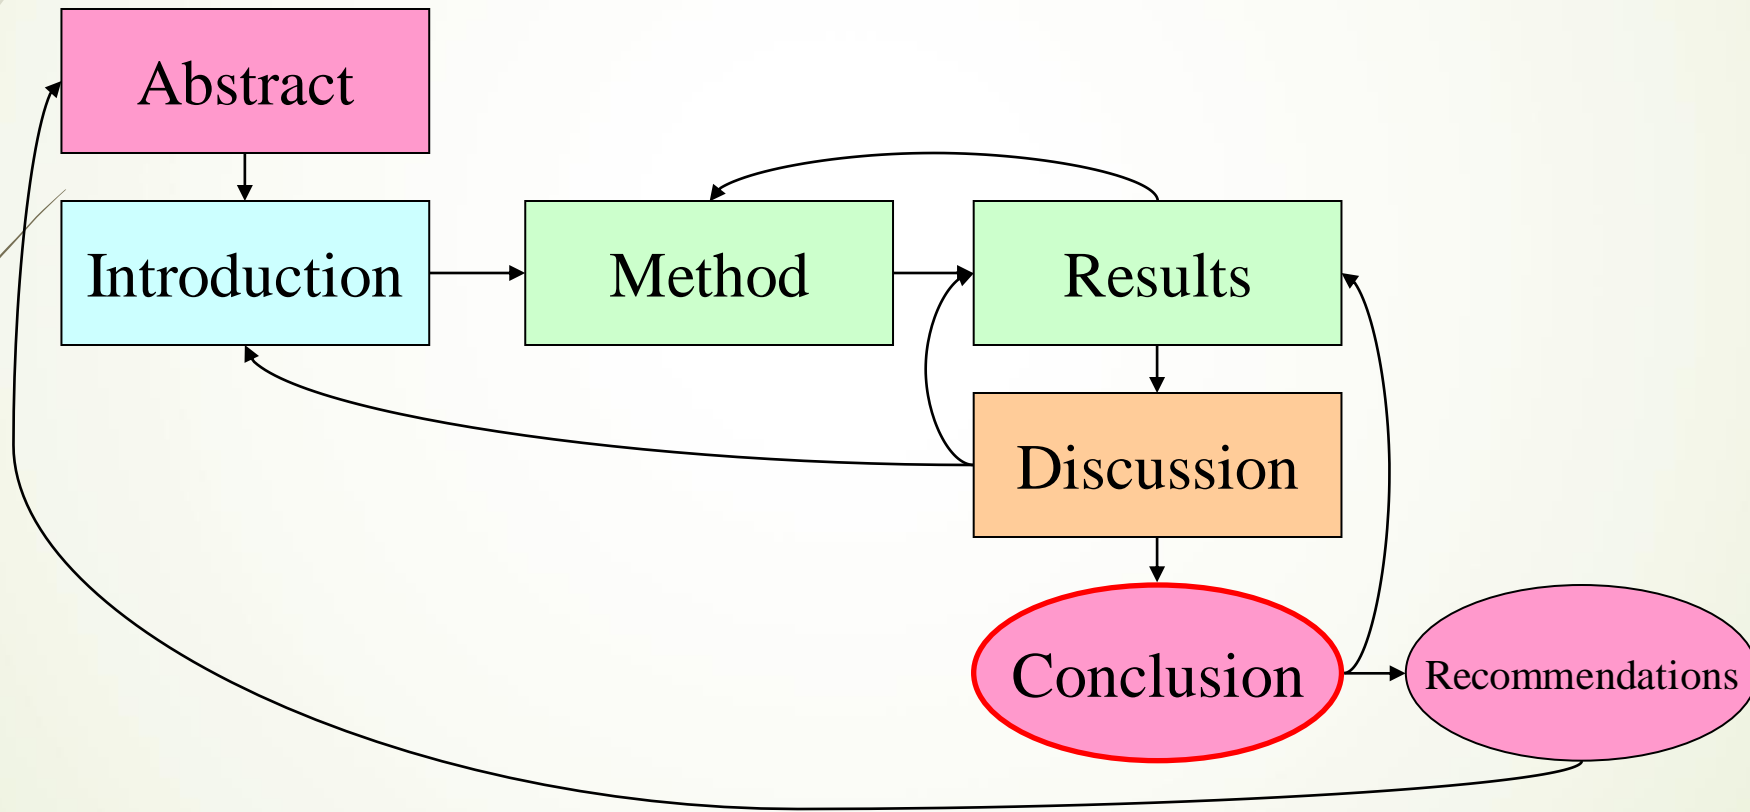 Abstract
Introduction
Method
Results
Discussion
Conclusion
Recommendations